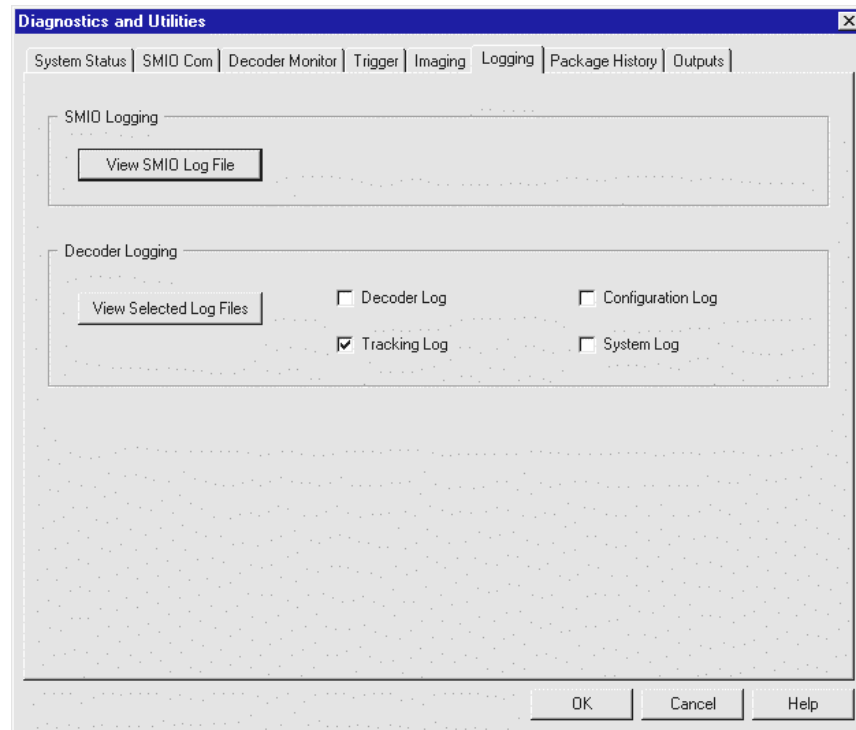 Diagnostics and Utilities
System Status SMIO Com Decoder Monitor Trigger Imaging Logging Package History Outputs
SMIO Logging
View SMIO Log File
Decoder Logging
View Selected Log Files Decoder Log Configuration Log
Tracking Log System Log
OK Cancel Help